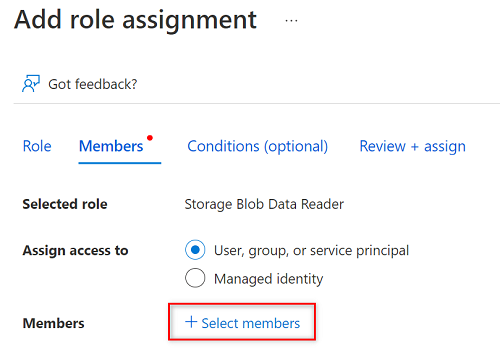 Add role assignment ...
Got feedback?
Role Members Conditions (optional) Review + assign
Selected role Storage Blob Data Reader
Assign access to User, group, or service principal
Managed identity
Members + Select members